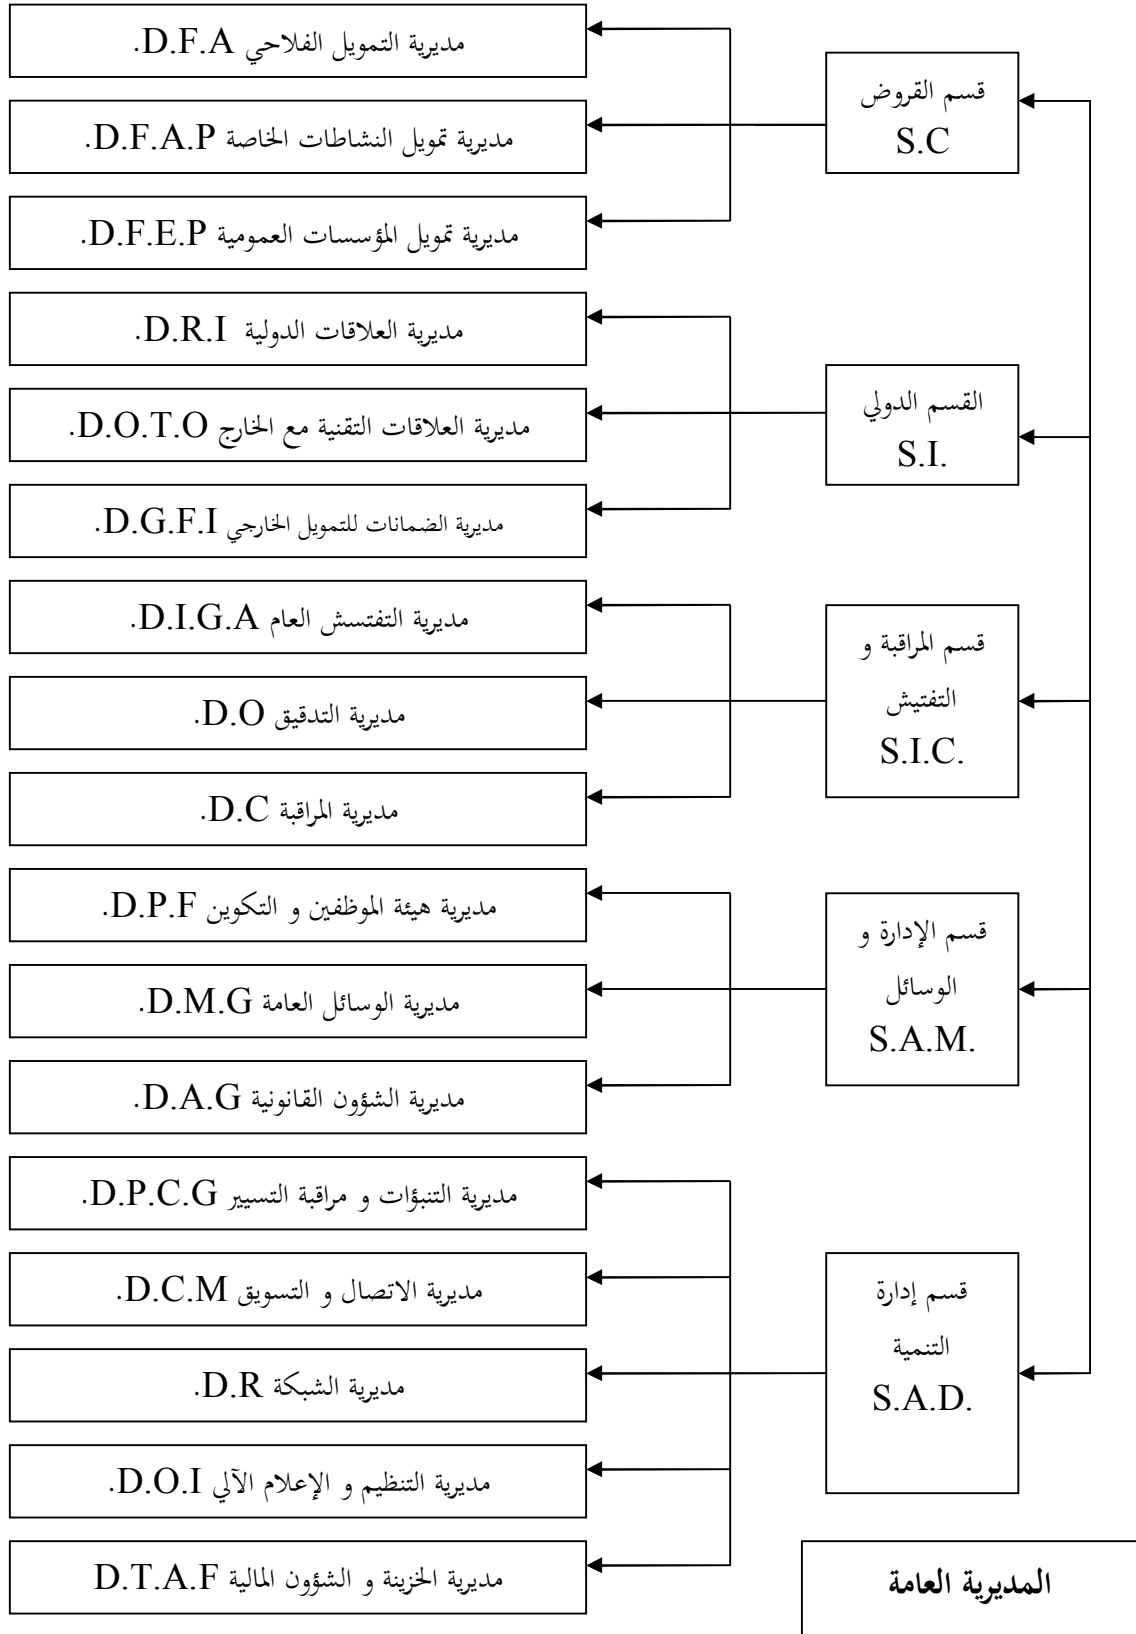 قسم القروض
S.C
مديرية التمويل الفلاحي D.F.A.
مديرية تمويل النشاطات الخاصة D.F.A.P.
مديرية تمويل المؤسسات العمومية D.F.E.P.
القسم الدولي
S.I.
مديرية العلاقات الدولية D.R.I.
مديرية العلاقات التقنية مع الخارج D.O.T.O.
مديرية الضمانات للتمويل الخارجي D.G.F.I.
قسم المراقبة و
التفتيش
S.I.C.
مديرية التفتسش العام D.I.G.A.
مديرية التدقيق D.O.
مديرية المراقبة D.C.
قسم الإدارة و
الوسائل
S.A.M.
مديرية هيئة الموظفين و التكوين D.P.F.
مديرية الوسائل العامة D.M.G.
مديرية الشؤون القانونية D.A.G.
قسم إدارة
التنمية
S.A.D.
مديرية التنبؤات و مراقبة التسيير D.P.C.G.
مديرية الاتصال و التسويق D.C.M.
مديرية الشبكة D.R.
مديرية التنظيم و الإعلام الآلي D.O.I.
مديرية الخزينة و الشؤون المالية D.T.A.F
المديرية العامة